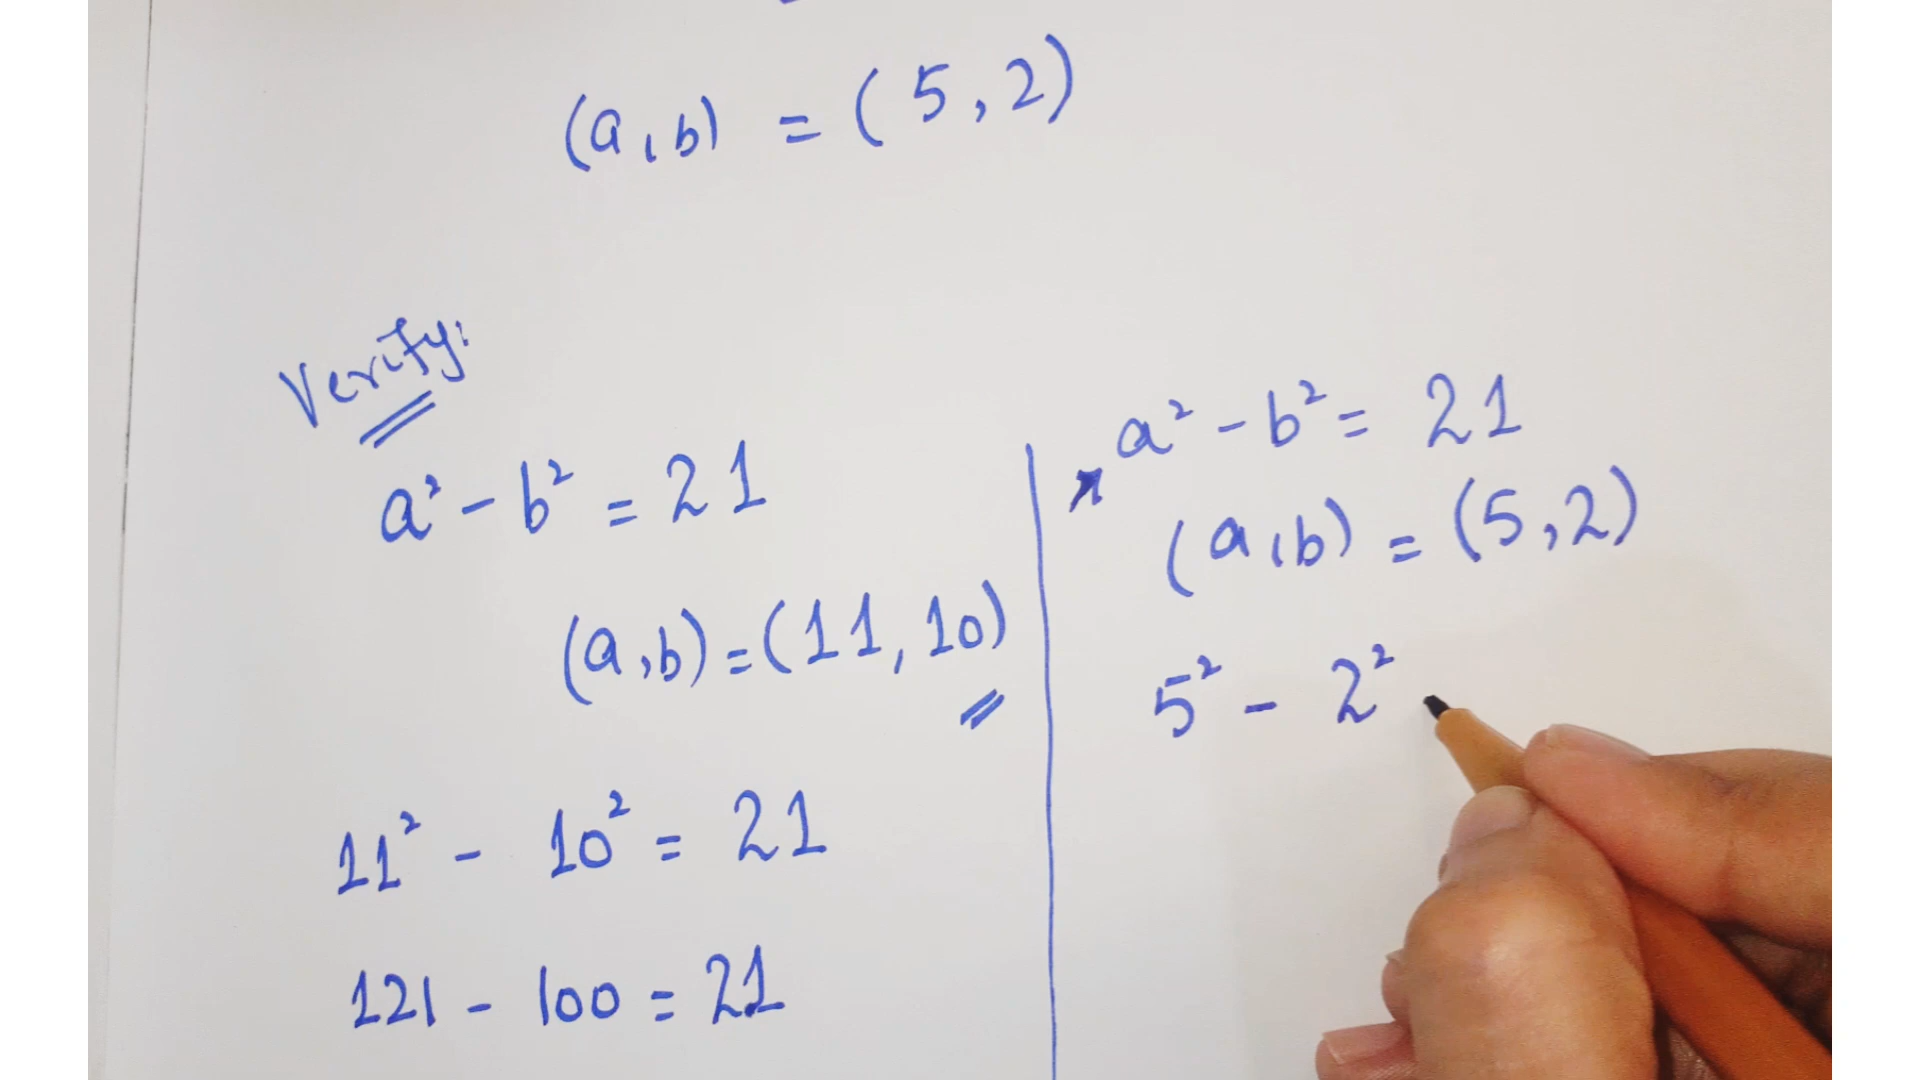 (a,b) = (5,2)
Verify:
a² - b² = 21
(a,b) = (11,10)
11² - 10² = 21
121 - 100 = 21
a² - b² = 21
(a,b) = (5,2)
5² - 2²